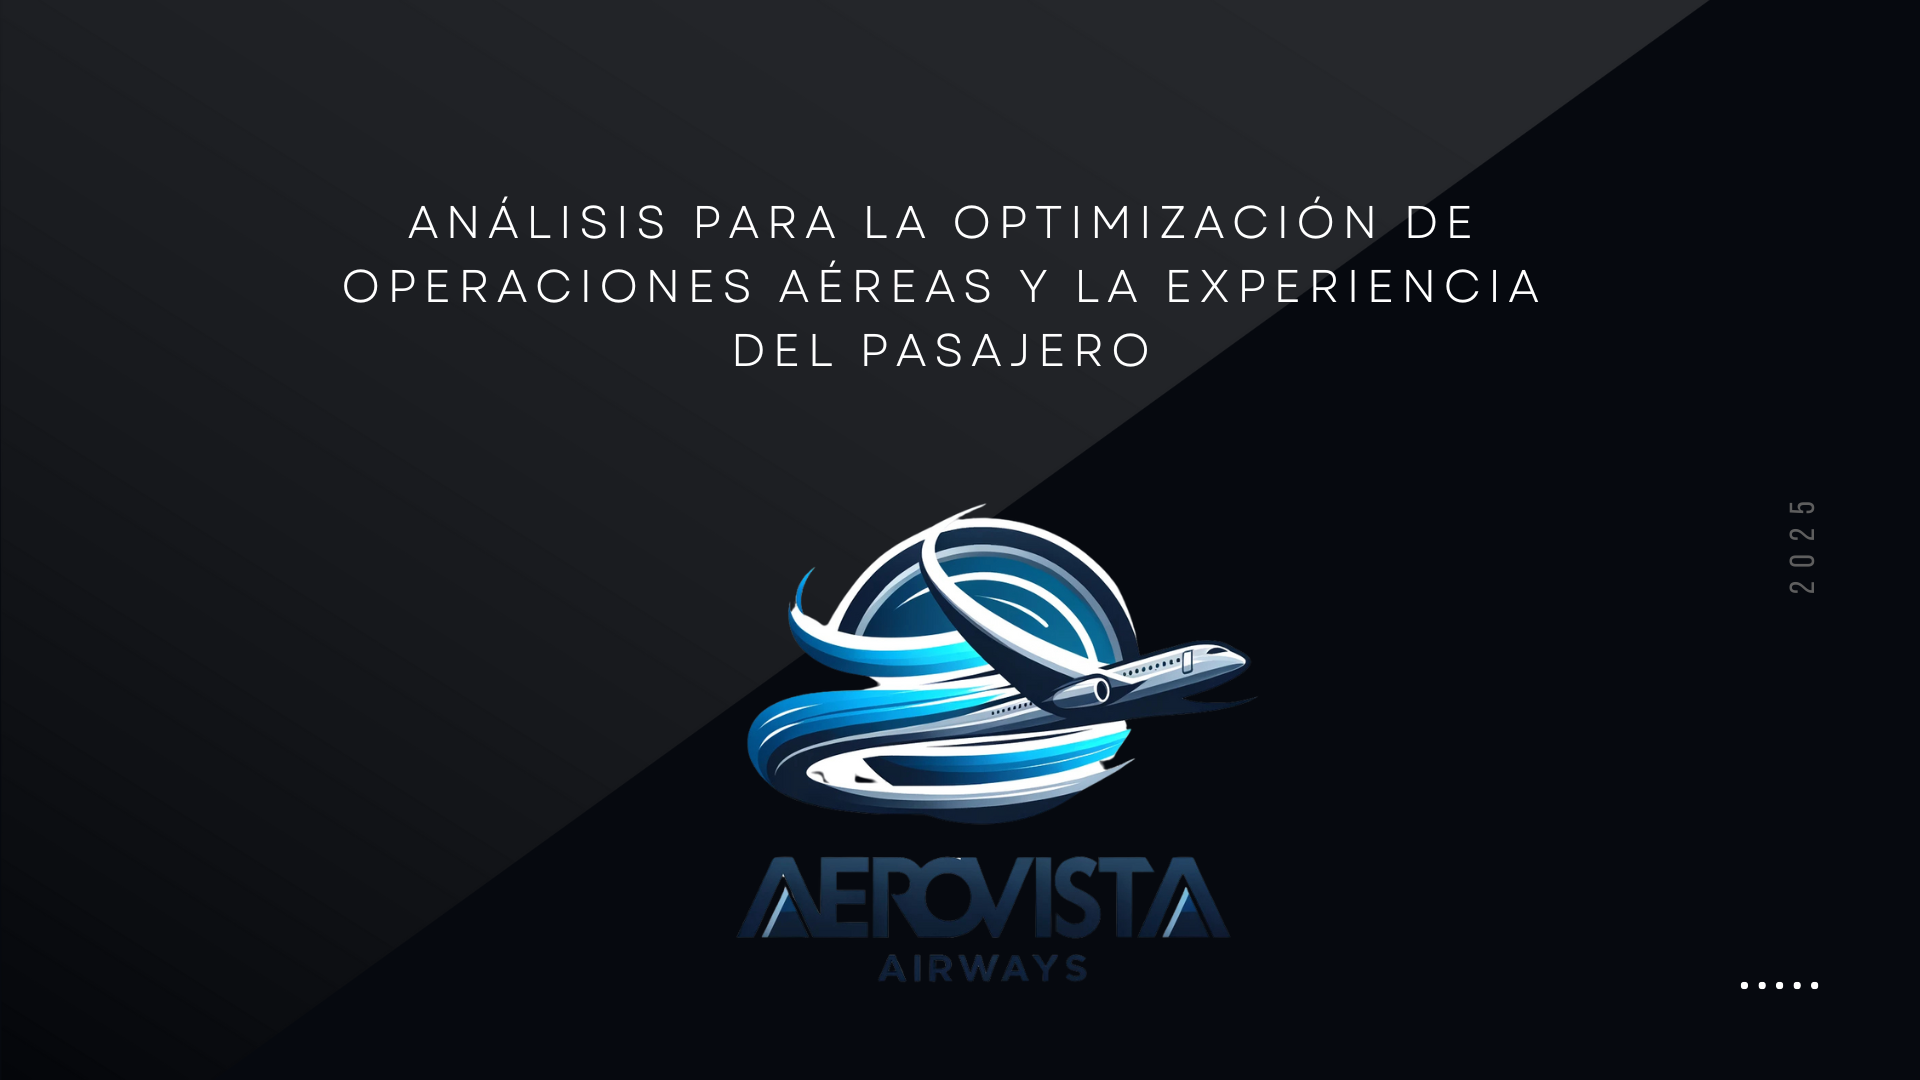 ANÁLISIS PARA LA OPTIMIZACIÓN DE
OPERACIONES AÉREAS Y LA EXPERIENCIA
DEL PASAJERO
2025
AEROVISTA
AIRWAYS